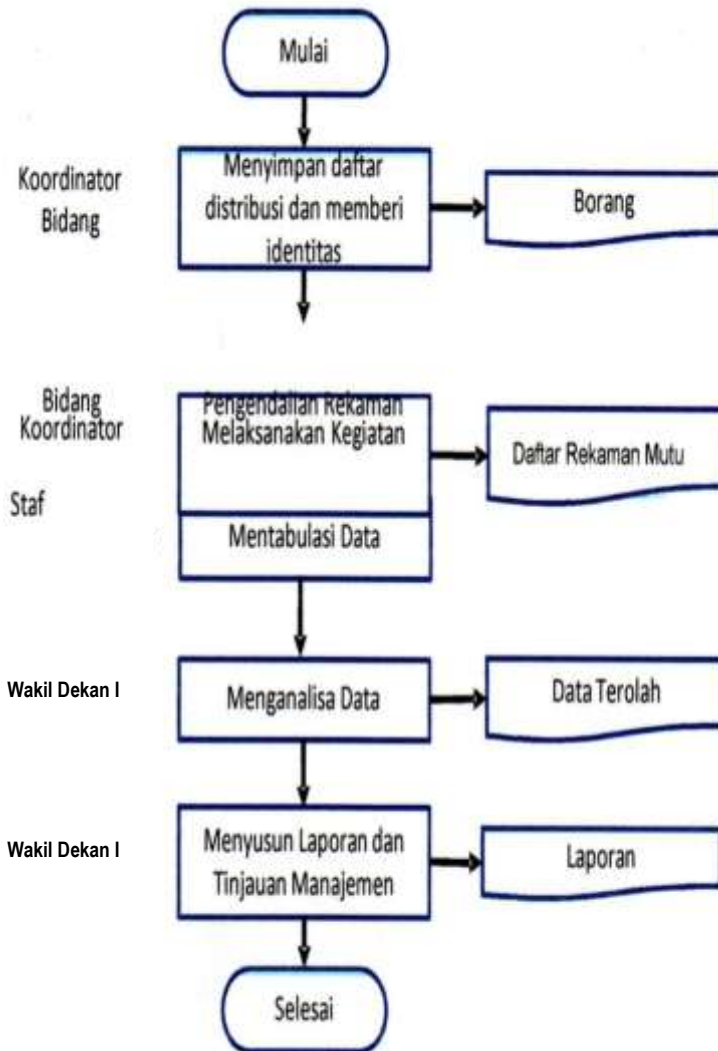 Mulai
Koordinator
Bidang
Menyimpan daftar
distribusi dan memberi
identitas
Borang
Bidang
Koordinator
Pengendalian Rekaman
Melaksanakan Kegiatan
Daftar Rekaman Mutu
Staf
Mentabulasi Data
Wakil Dekan I
Menganalisa Data
Data Terolah
Wakil Dekan I
Menyusun Laporan dan
Tinjauan Manajemen
Laporan
Selesai